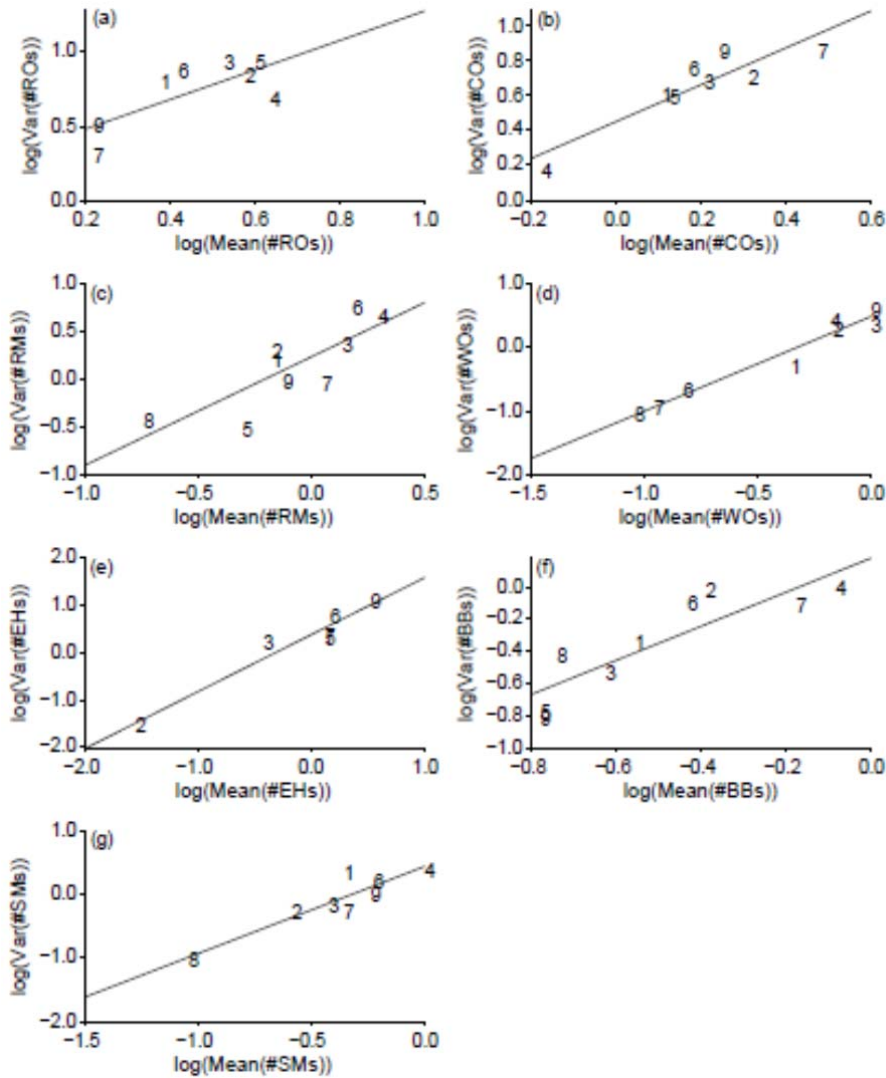 (a)
log(Var(#ROs))
1.0
0.5
0.0
1 6 3 5
2
4
9
7
0.2 0.4 0.6 0.8 1.0
log(Mean(#ROs))
(b)
log(Var(#COs))
1.0
0.8
0.6
0.4
0.2
0.0
9 7
6
3 2
1 5
4
−0.2 0.0 0.2 0.4 0.6
log(Mean(#COs))
(c)
log(Var(#RMs))
1.0
0.5
0.0
−0.5
−1.0
6 4
2 3
1
9 7
8 5
−1.0 −0.5 0.0 0.5
log(Mean(#RMs))
(d)
log(Var(#WOs))
1.0
0.0
−1.0
−2.0
9
4 3
2
1
6
8 7
−1.5 −1.0 −0.5 0.0
log(Mean(#WOs))
(e)
log(Var(#EHs))
2.0
1.0
0.0
−1.0
−2.0
9
6
3 5
2
−2.0 −1.0 0.0 1.0
log(Mean(#EHs))
(f)
log(Var(#BBs))
0.0
−0.2
−0.4
−0.6
−0.8
−1.0
2 4
6 7
1
8
3
5
9
−0.8 −0.6 −0.4 −0.2 0.0
log(Mean(#BBs))
(g)
log(Var(#SMs))
1.0
0.0
−1.0
−2.0
1 4
6
9
2 3 7
8
−1.5 −1.0 −0.5 0.0
log(Mean(#SMs))